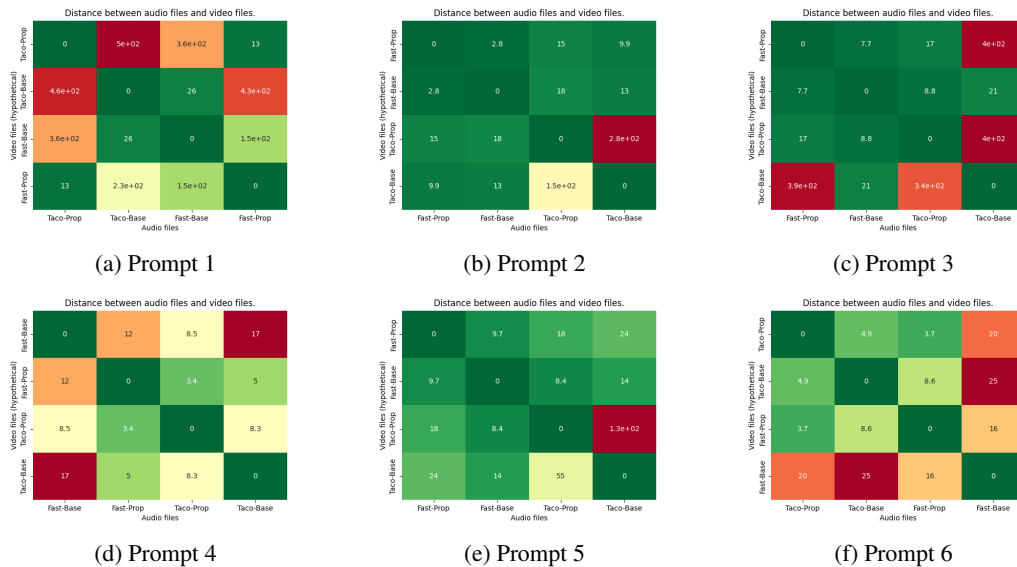 Distance between audio files and video files.
Video files (hypothetical)
Taco-Prop 0 5e+02 3.6e+02 13
Taco-Base 4.6e+02 0 26 4.3e+02
Fast-Base 3.6e+02 26 0 1.5e+02
Fast-Prop 13 2.3e+02 1.5e+02 0
Taco-Prop Taco-Base Fast-Base Fast-Prop
Audio files
(a) Prompt 1
Distance between audio files and video files.
Video files (hypothetical)
Fast-Prop 0 2.8 15 9.9
Fast-Base 2.8 0 18 13
Taco-Prop 15 18 0 2.8e+02
Taco-Base 9.9 13 1.5e+02 0
Fast-Prop Fast-Base Taco-Prop Taco-Base
Audio files
(b) Prompt 2
Distance between audio files and video files.
Video files (hypothetical)
Fast-Prop 0 7.7 17 4e+02
Fast-Base 7.7 0 8.8 21
Taco-Prop 17 8.8 0 4e+02
Taco-Base 3.9e+02 21 3.4e+02 0
Fast-Prop Fast-Base Taco-Prop Taco-Base
Audio files
(c) Prompt 3
Distance between audio files and video files.
Video files (hypothetical)
Fast-Base 0 12 8.5 17
Fast-Prop 12 0 3.4 5
Taco-Prop 8.5 3.4 0 8.3
Taco-Base 17 5 8.3 0
Fast-Base Fast-Prop Taco-Prop Taco-Base
Audio files
(d) Prompt 4
Distance between audio files and video files.
Video files (hypothetical)
Fast-Prop 0 9.7 18 24
Fast-Base 9.7 0 8.4 14
Taco-Prop 18 8.4 0 1.3e+02
Taco-Base 24 14 55 0
Fast-Prop Fast-Base Taco-Prop Taco-Base
Audio files
(e) Prompt 5
Distance between audio files and video files.
Video files (hypothetical)
Taco-Prop 0 4.9 3.7 20
Taco-Base 4.9 0 8.6 25
Fast-Prop 3.7 8.6 0 16
Fast-Base 20 25 16 0
Taco-Prop Taco-Base Fast-Prop Fast-Base
Audio files
(f) Prompt 6